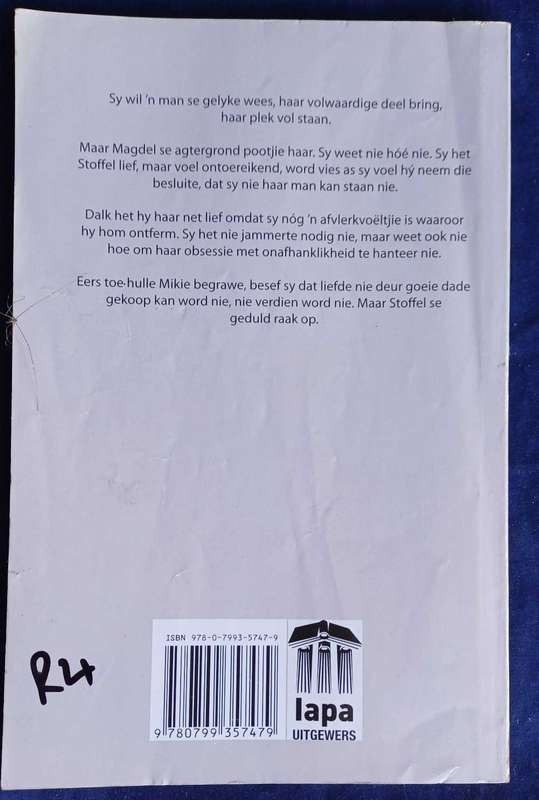 Sy wil 'n man se gelyke wees, haar volwaardige deel bring,
haar plek vol staan.
Maar Magdel se agtergrond pootjie haar. Sy weet nie hóé nie. Sy het
Stoffel lief, maar voel ontoereikend, word vies as sy voel hý neem die
besluite, dat sy nie haar man kan staan nie.
Dalk het hy haar net lief omdat sy nóg 'n afvlerkvoëltjie is waaroor
hy hom ontferm. Sy het nie jammerte nodig nie, maar weet ook nie
hoe om haar obsessie met onafhanklikheid te hanteer nie.
Eers toe hulle Mikie begrawe, besef sy dat liefde nie deur goeie dade
gekoop kan word nie, nie verdien word nie. Maar Stoffel se
geduld raak op.
R24
ISBN 978-0-7993-5747-9
9 780799 357479
lapa
UITGEWERS